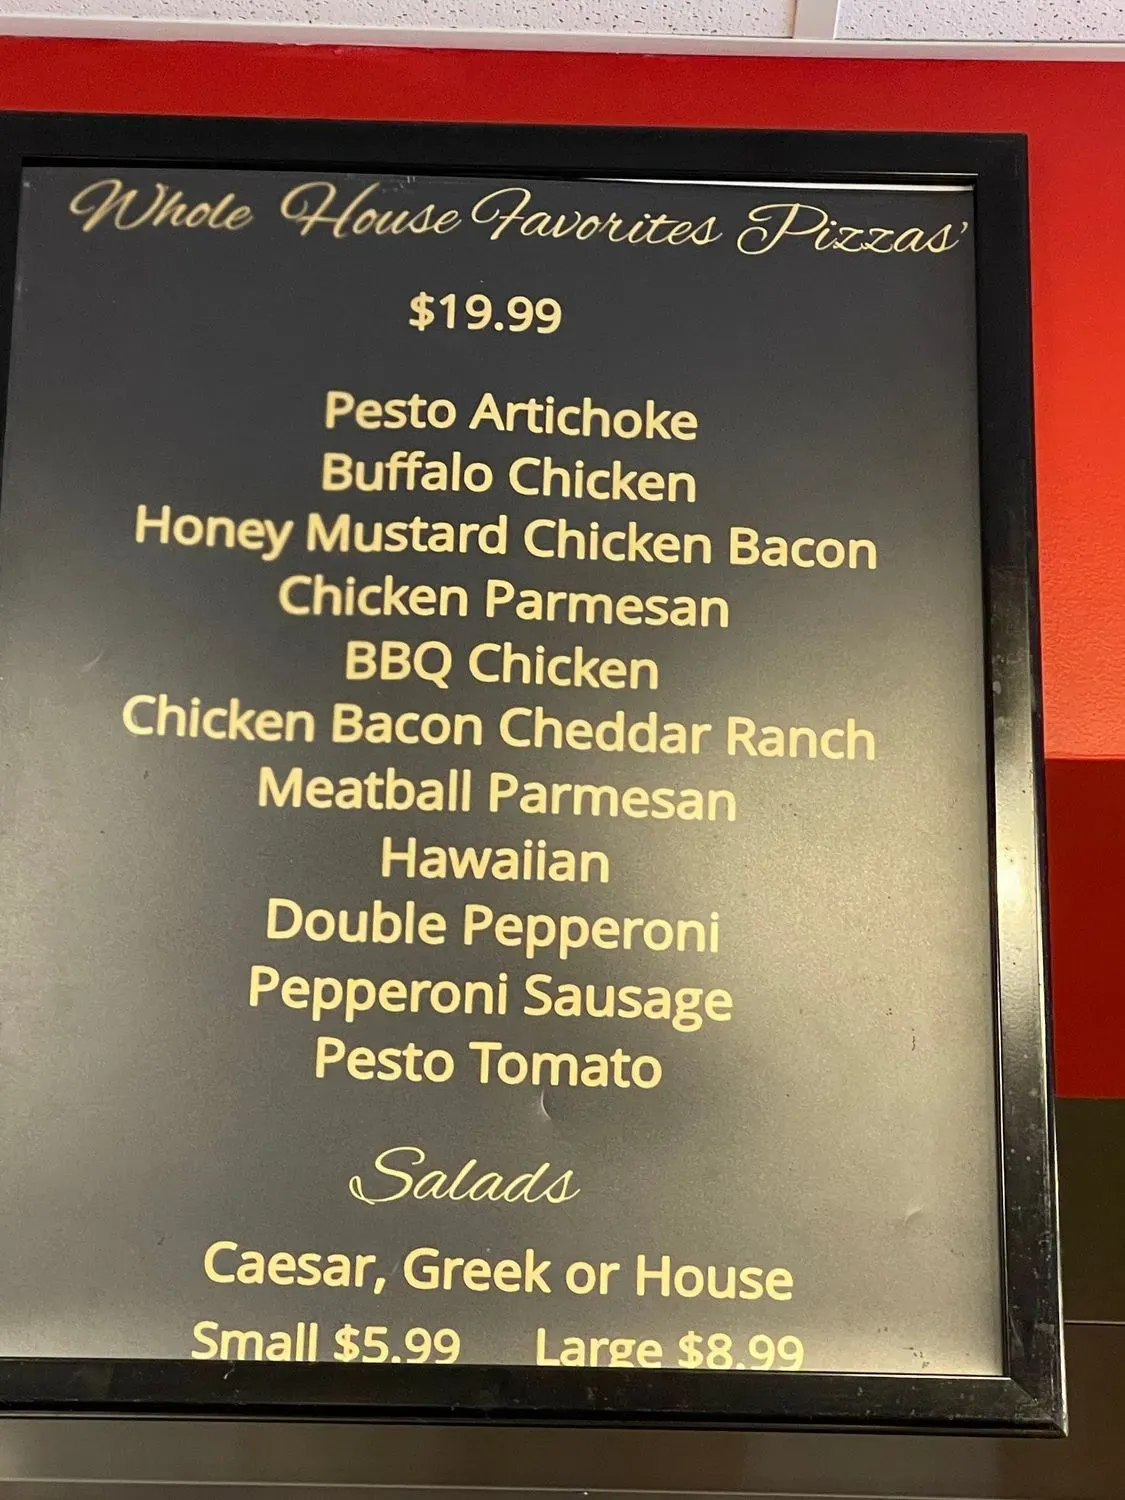 Whole House Favorites Pizzas'
$19.99
Pesto Artichoke
Buffalo Chicken
Honey Mustard Chicken Bacon
Chicken Parmesan
BBQ Chicken
Chicken Bacon Cheddar Ranch
Meatball Parmesan
Hawaiian
Double Pepperoni
Pepperoni Sausage
Pesto Tomato
Salads
Caesar, Greek or House
Small $5.99 Large $8.99